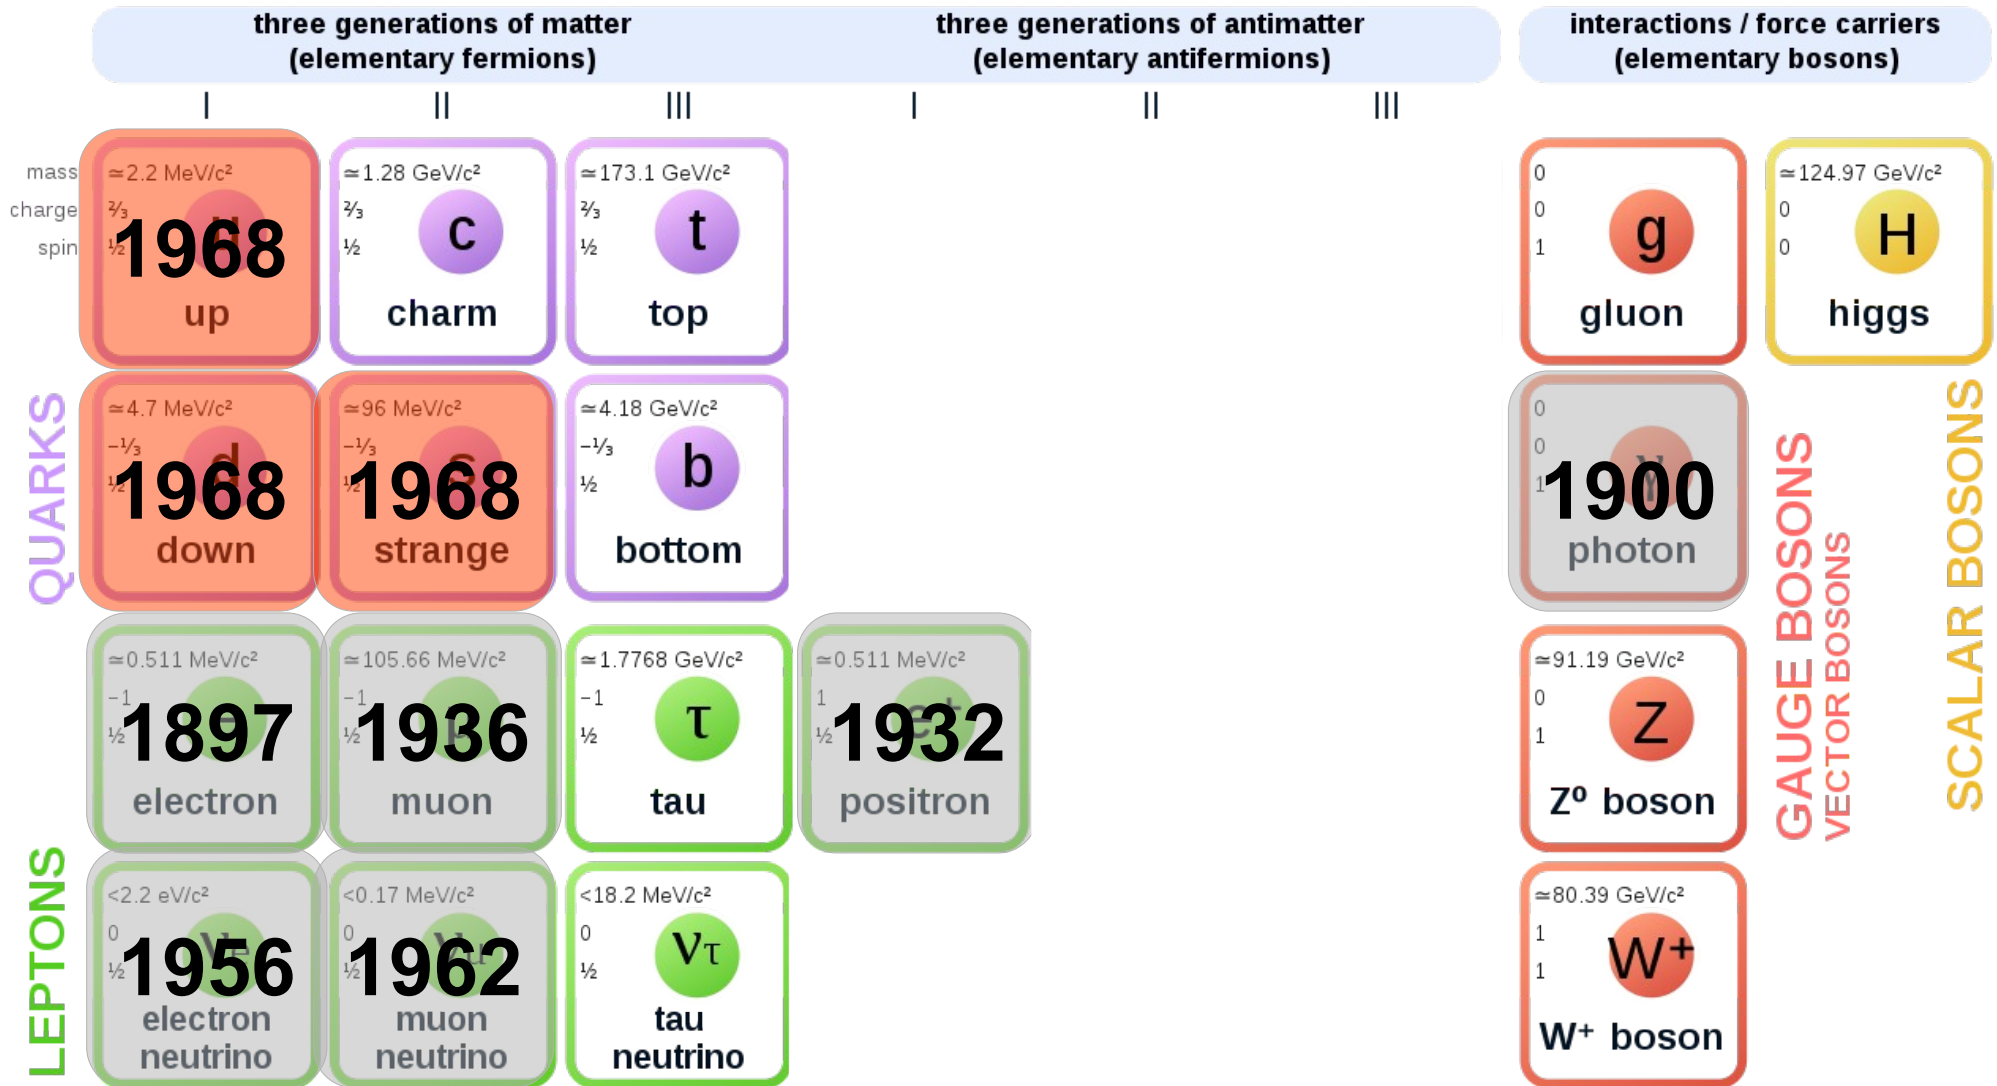 three generations of matter
(elementary fermions)
three generations of antimatter
(elementary antifermions)
interactions / force carriers
(elementary bosons)
I
II
III
I
II
III
mass
charge
spin
≃2.2 MeV/c²
⅔
½
1968
up
≃1.28 GeV/c²
⅔
½
c
charm
≃173.1 GeV/c²
⅔
½
t
top
0
0
1
g
gluon
≃124.97 GeV/c²
0
0
H
higgs
QUARKS
≃4.7 MeV/c²
−⅓
½
d
1968
down
≃96 MeV/c²
−⅓
½
s
1968
strange
≃4.18 GeV/c²
−⅓
½
b
bottom
0
0
1
γ
1900
photon
GAUGE BOSONS
VECTOR BOSONS
SCALAR BOSONS
LEPTONS
≃0.511 MeV/c²
−1
½
1897
electron
≃105.66 MeV/c²
−1
½
μ
1936
muon
≃1.7768 GeV/c²
−1
½
τ
tau
≃0.511 MeV/c²
1
½
e⁺
1932
positron
≃91.19 GeV/c²
0
1
Z
Z⁰ boson
<2.2 eV/c²
0
½
νe
1956
electron
neutrino
<0.17 MeV/c²
0
½
νμ
1962
muon
neutrino
<18.2 MeV/c²
0
½
ντ
tau
neutrino
≃80.39 GeV/c²
1
1
W⁺
W⁺ boson